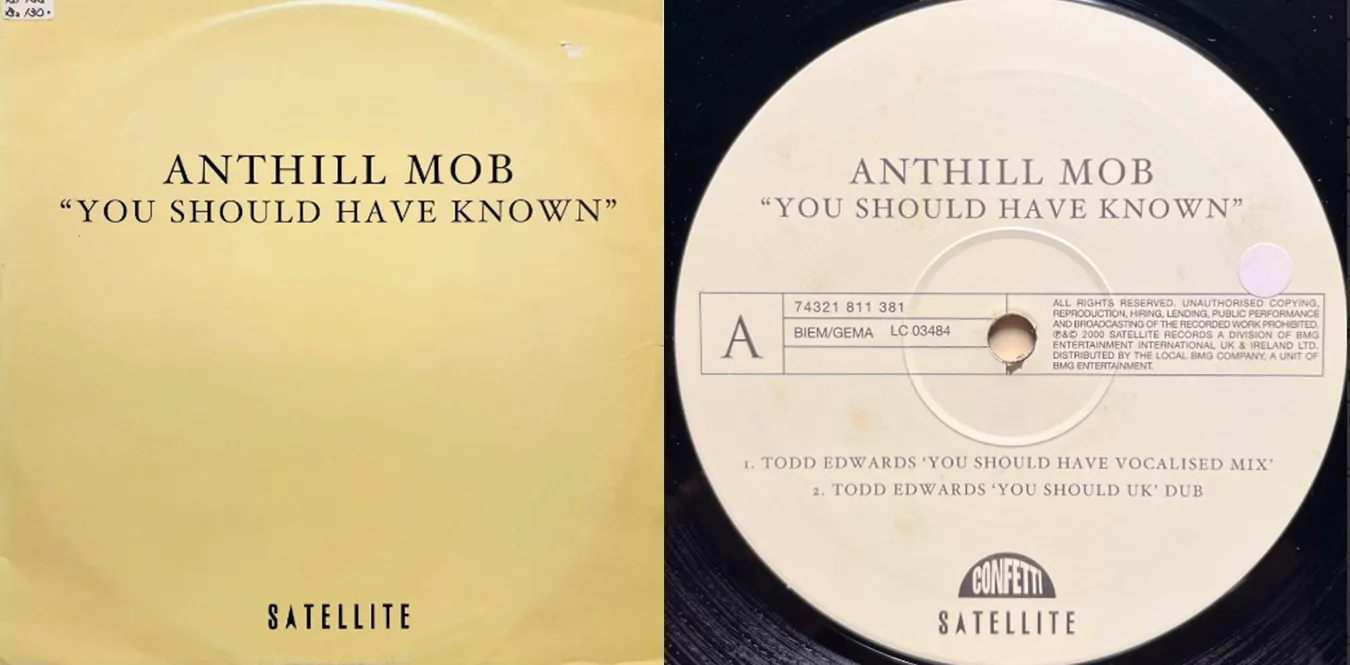 ANTHILL MOB
“YOU SHOULD HAVE KNOWN”
SATELLITE
ANTHILL MOB
“YOU SHOULD HAVE KNOWN”
A
74321 811 381
BIEM/GEMA LC 03484
ALL RIGHTS RESERVED. UNAUTHORISED COPYING,
REPRODUCTION, HIRING, LENDING, PUBLIC PERFORMANCE
AND BROADCASTING OF THE RECORDED WORK PROHIBITED.
℗&© 2000 SATELLITE RECORDS A DIVISION OF BMG
ENTERTAINMENT INTERNATIONAL UK & IRELAND LTD.
DISTRIBUTED BY THE LOCAL BMG COMPANY, A UNIT OF
BMG ENTERTAINMENT.
1. TODD EDWARDS ‘YOU SHOULD HAVE VOCALISED MIX’
2. TODD EDWARDS ‘YOU SHOULD UK’ DUB
CONFETTI
SATELLITE